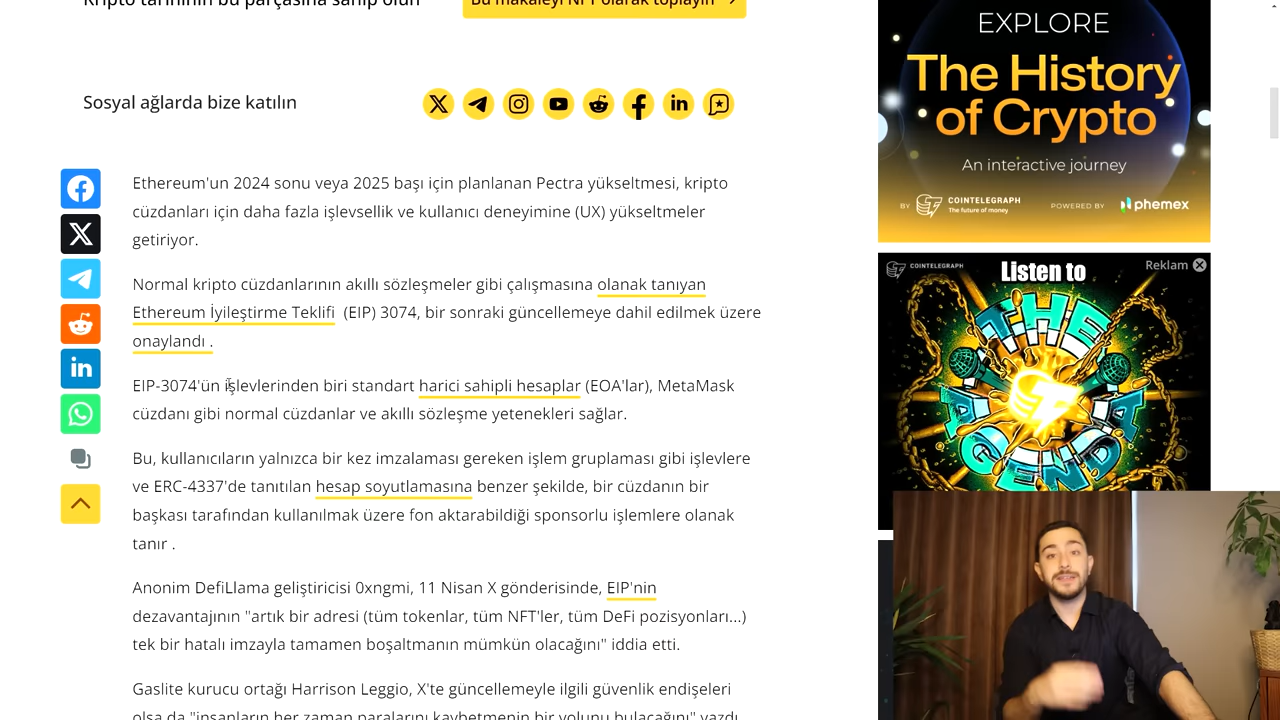 Kripto tarihinin bu parçasına sahip olun
Bu makaleyi NFT olarak toplayın
Sosyal ağlarda bize katılın
Ethereum'un 2024 sonu veya 2025 başı için planlanan Pectra yükseltmesi, kripto
cüzdanları için daha fazla işlevsellik ve kullanıcı deneyimine (UX) yükseltmeler
getiriyor.
Normal kripto cüzdanlarının akıllı sözleşmeler gibi çalışmasına olanak tanıyan
Ethereum İyileştirme Teklifi (EIP) 3074, bir sonraki güncellemeye dahil edilmek üzere
onaylandı .
EIP-3074'ün işlevlerinden biri standart harici sahipli hesaplar (EOA'lar), MetaMask
cüzdanı gibi normal cüzdanlar ve akıllı sözleşme yetenekleri sağlar.
Bu, kullanıcıların yalnızca bir kez imzalaması gereken işlem gruplaması gibi işlevlere
ve ERC-4337'de tanıtılan hesap soyutlamasına benzer şekilde, bir cüzdanın bir
başkası tarafından kullanılmak üzere fon aktarabildiği sponsorlu işlemlere olanak
tanır .
Anonim DefiLlama geliştiricisi 0xngmi, 11 Nisan X gönderisinde, EIP'nin
dezavantajının "artık bir adresi (tüm tokenlar, tüm NFT'ler, tüm DeFi pozisyonları...)
tek bir hatalı imzayla tamamen boşaltmanın mümkün olacağını" iddia etti.
Gaslite kurucu ortağı Harrison Leggio, X'te güncellemeyle ilgili güvenlik endişeleri
olsa da "insanların her zaman paralarını kaybetmenin bir yolunu bulacağını" yazdı
EXPLORE
The History
of Crypto
An interactive journey
BY COINTELEGRAPH The future of money POWERED BY phemex
COINTELEGRAPH
Listen to
Reklam
THE
AGENDA